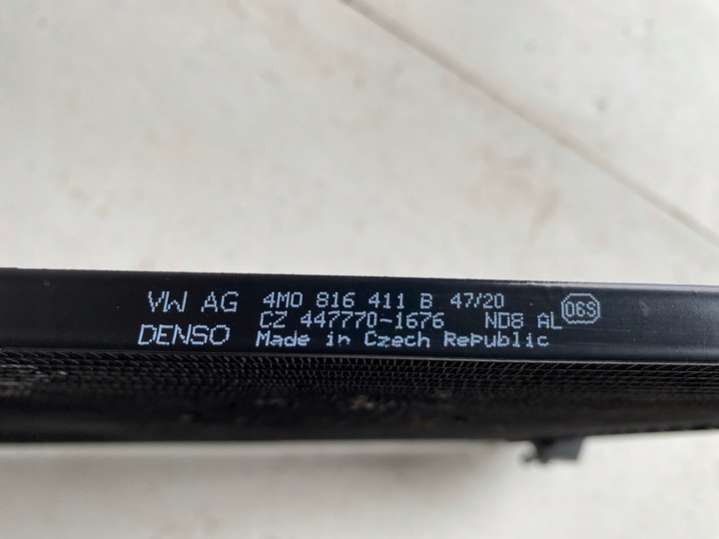 VW AG 4M0 816 411 B 47/20
CZ 447770-1676 ND8 AL 06S
DENSO Made in Czech Republic